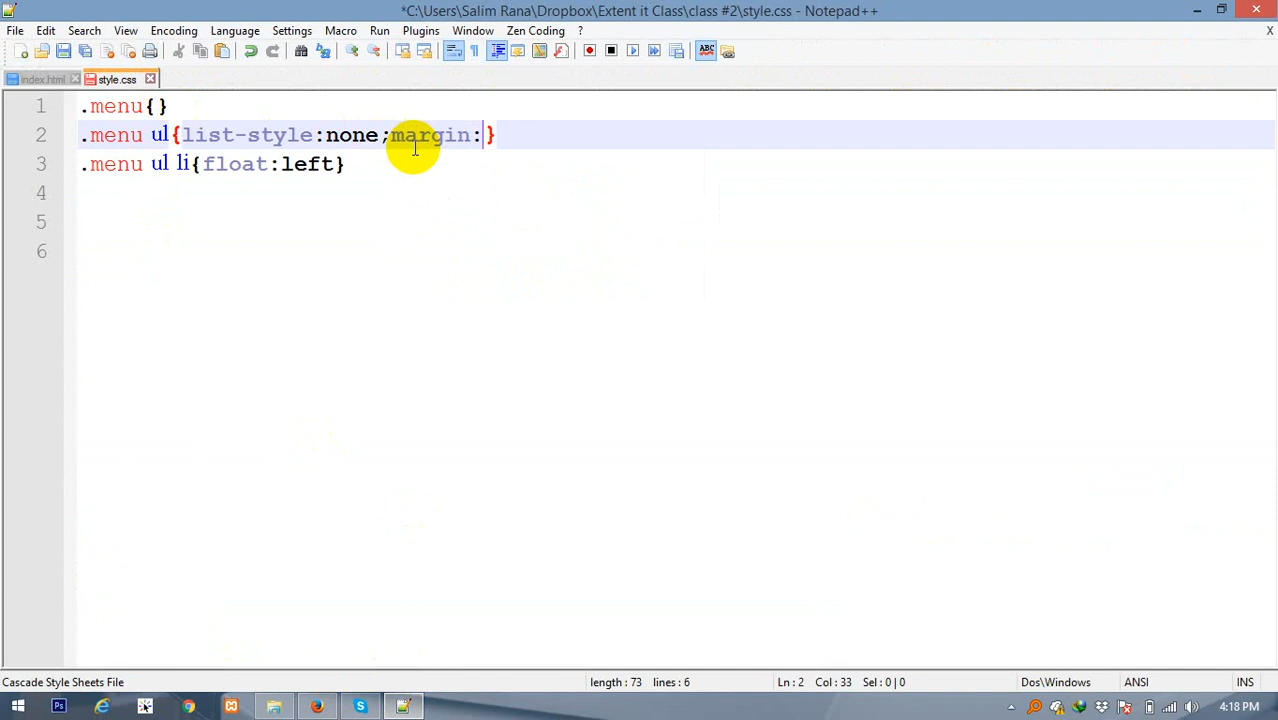 *C:\Users\Salim Rana\Dropbox\Extent it Class\class #2\style.css - Notepad++
File Edit Search View Encoding Language Settings Macro Run Plugins Window Zen Coding ? X
index.html style.css
1 .menu{}
2 .menu ul{list-style:none;margin:}
3 .menu ul li{float:left}
4
5
6
Cascade Style Sheets File length : 73 lines : 6 Ln : 2 Col : 33 Sel : 0 | 0 Dos\Windows ANSI INS
4:18 PM